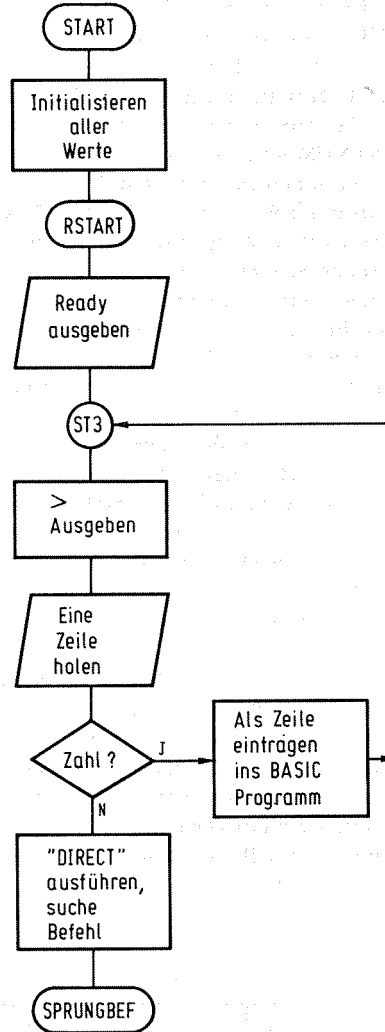 START
Initialisieren
aller
Werte
RSTART
Ready
ausgeben
ST3
>
Ausgeben
Eine
Zeile
holen
Zahl ?
J
Als Zeile
eintragen
ins BASIC
Programm
N
"DIRECT"
ausführen,
suche
Befehl
SPRUNGBEF